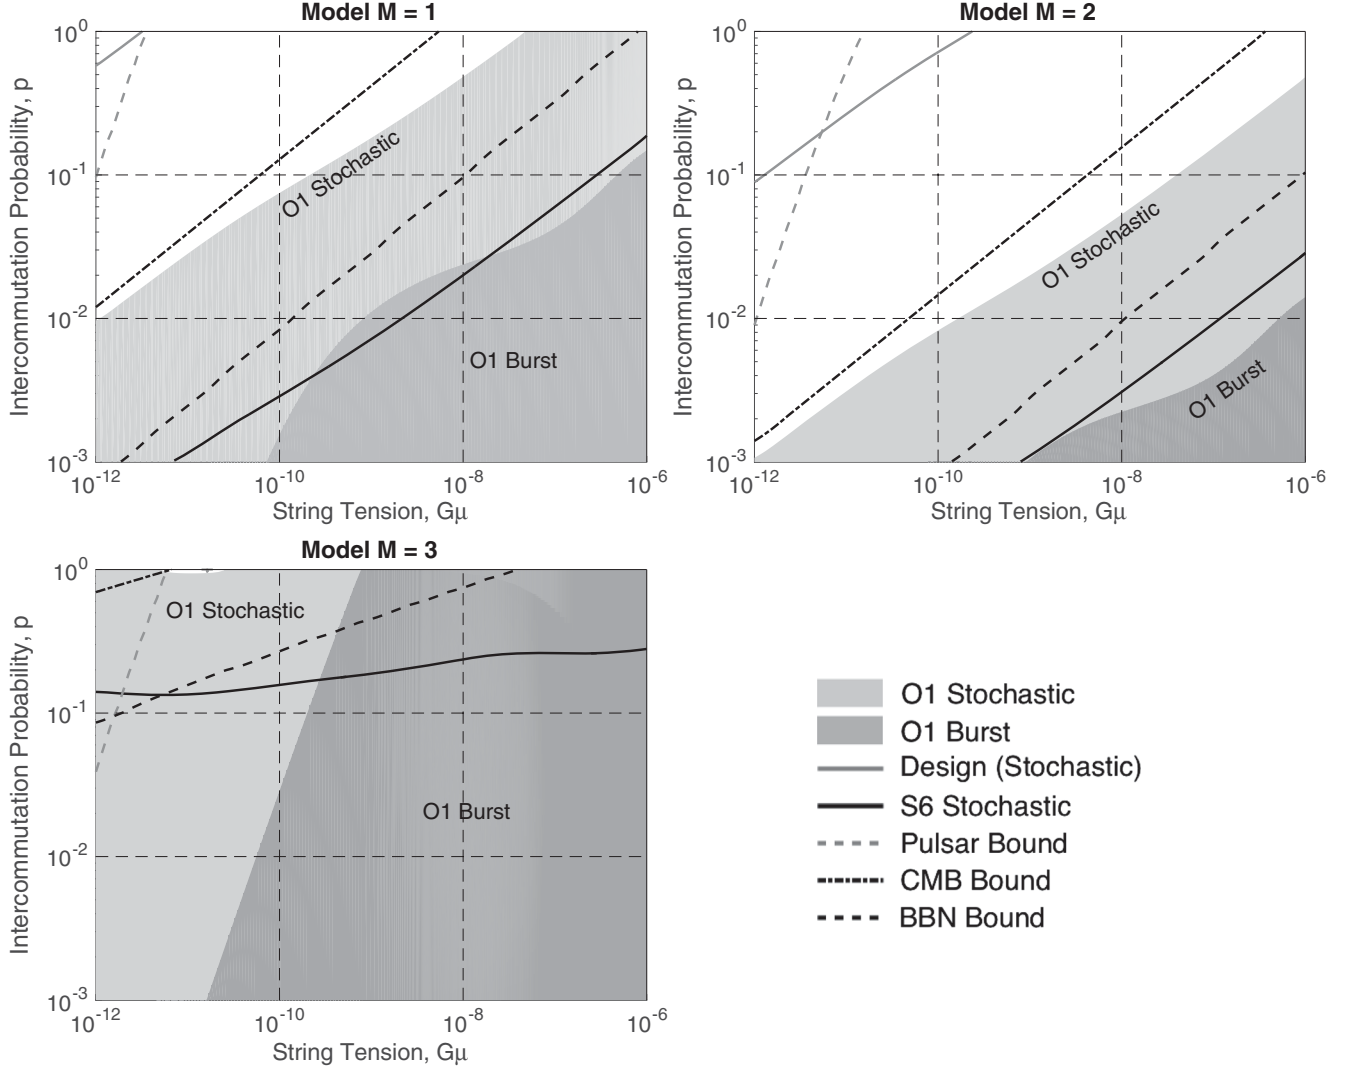 Model M = 1
Intercommutation Probability, p
10^0
10^-1
10^-2
10^-3
O1 Stochastic
O1 Burst
10^-12
10^-10
10^-8
10^-6
String Tension, Gμ
Model M = 2
Intercommutation Probability, p
10^0
10^-1
10^-2
10^-3
O1 Stochastic
O1 Burst
10^-12
10^-10
10^-8
10^-6
String Tension, Gμ
Model M = 3
Intercommutation Probability, p
10^0
10^-1
10^-2
10^-3
O1 Stochastic
O1 Burst
10^-12
10^-10
10^-8
10^-6
String Tension, Gμ
O1 Stochastic
O1 Burst
Design (Stochastic)
S6 Stochastic
Pulsar Bound
CMB Bound
BBN Bound